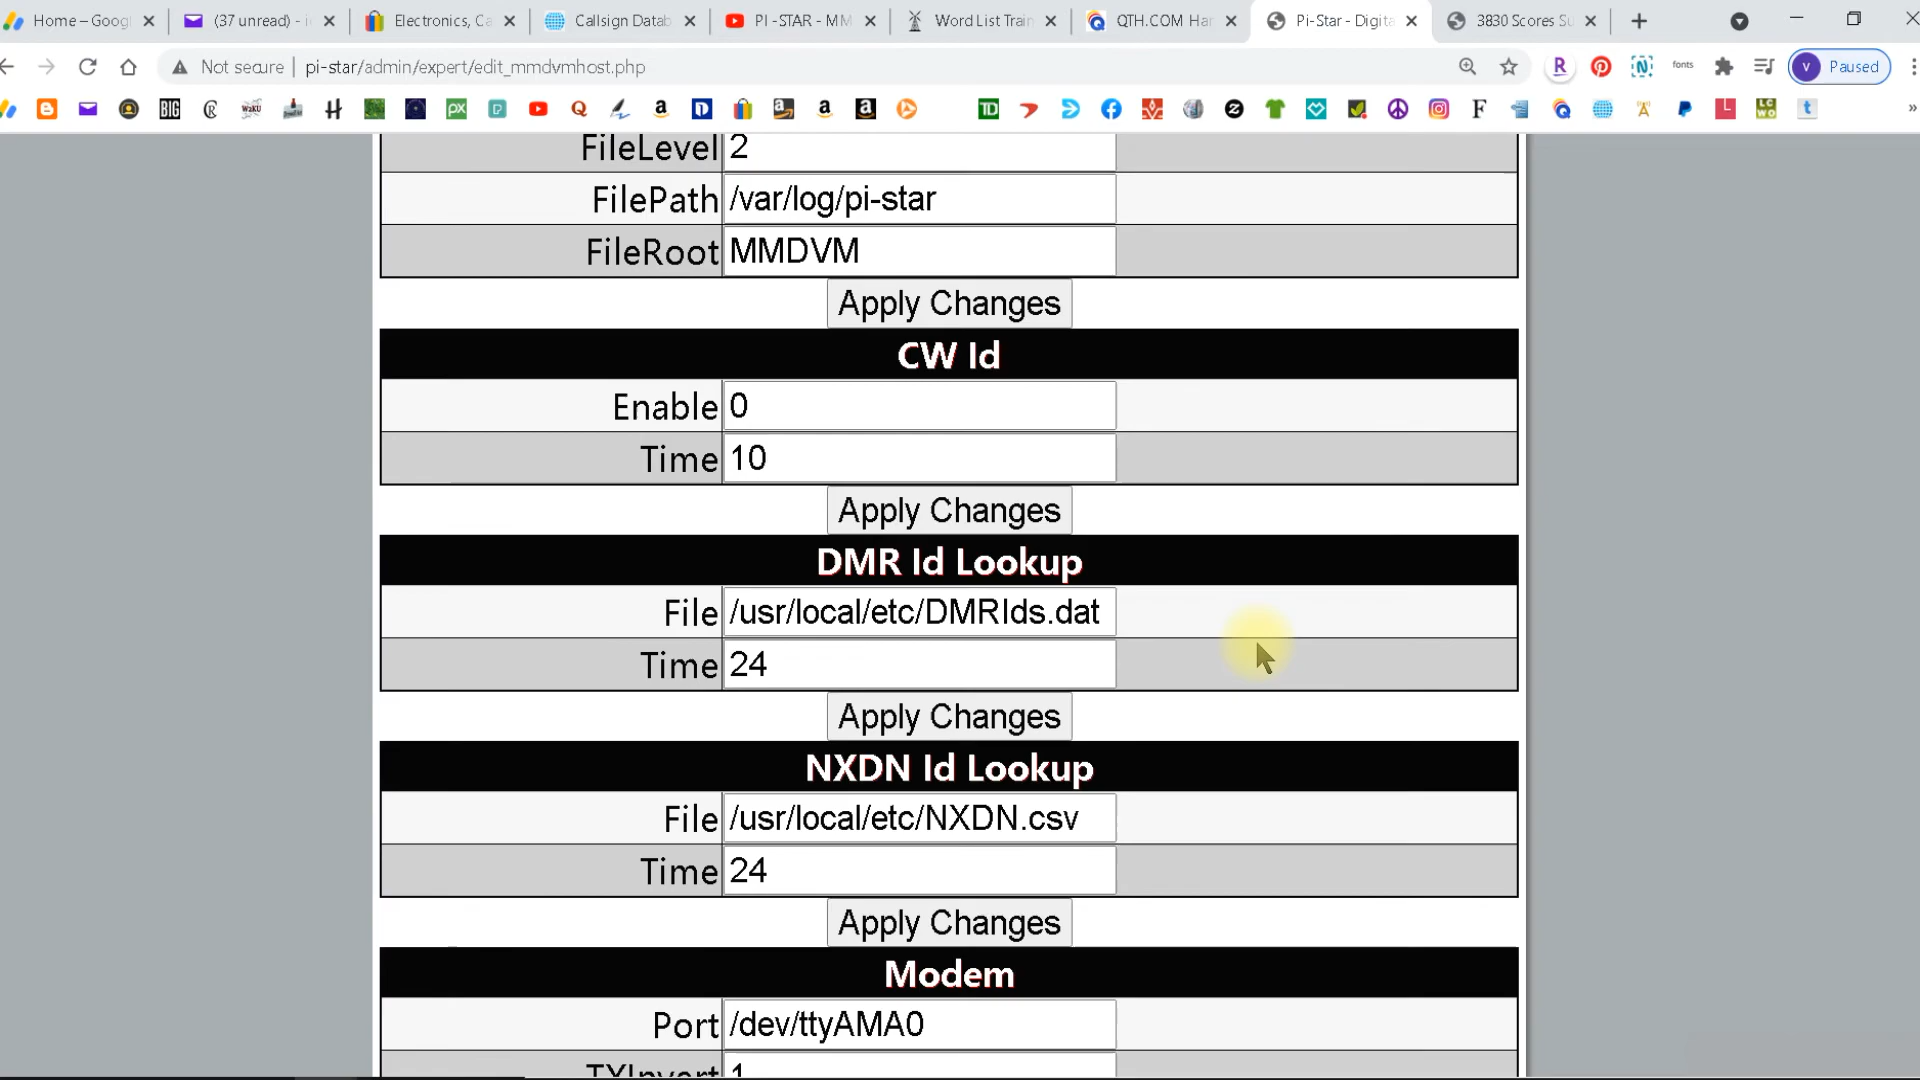 Home – Googl
(37 unread) - i
Electronics, Ca
Callsign Datab
PI -STAR - MM
Word List Train
QTH.COM Har
Pi-Star - Digita
3830 Scores Su
Not secure
pi-star/admin/expert/edit_mmdvmhost.php
fonts
V Paused
FileLevel 2
FilePath /var/log/pi-star
FileRoot MMDVM
Apply Changes
CW Id
Enable 0
Time 10
Apply Changes
DMR Id Lookup
File /usr/local/etc/DMRIds.dat
Time 24
Apply Changes
NXDN Id Lookup
File /usr/local/etc/NXDN.csv
Time 24
Apply Changes
Modem
Port /dev/ttyAMA0
TXInvert 1